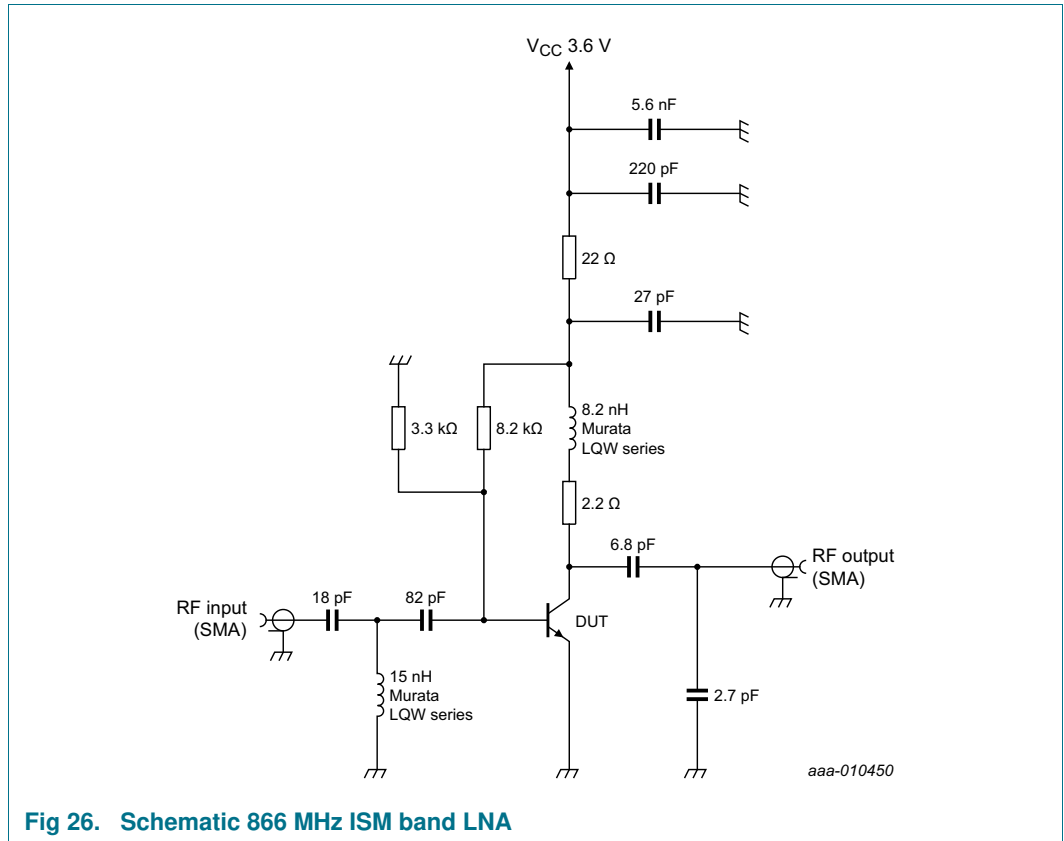 VCC 3.6 V
5.6 nF
220 pF
22 Ω
27 pF
3.3 kΩ
8.2 kΩ
8.2 nH
Murata
LQW series
2.2 Ω
6.8 pF
RF output
(SMA)
RF input
(SMA)
18 pF
82 pF
DUT
15 nH
Murata
LQW series
2.7 pF
aaa-010450
Fig 26. Schematic 866 MHz ISM band LNA